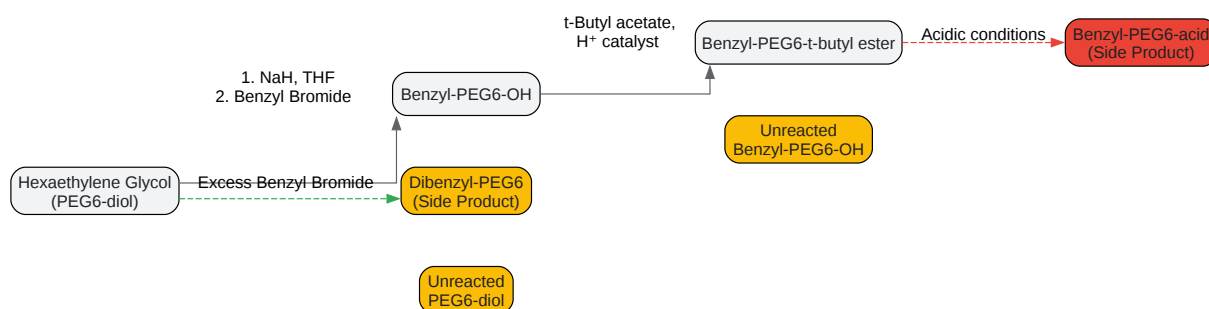 t-Butyl acetate,
H⁺ catalyst
Benzyl-PEG6-t-butyl ester
Acidic conditions
Benzyl-PEG6-acid
(Side Product)
1. NaH, THF
2. Benzyl Bromide
Benzyl-PEG6-OH
Unreacted
Benzyl-PEG6-OH
Hexaethylene Glycol
(PEG6-diol)
Excess Benzyl Bromide
Dibenzyl-PEG6
(Side Product)
Unreacted
PEG6-diol